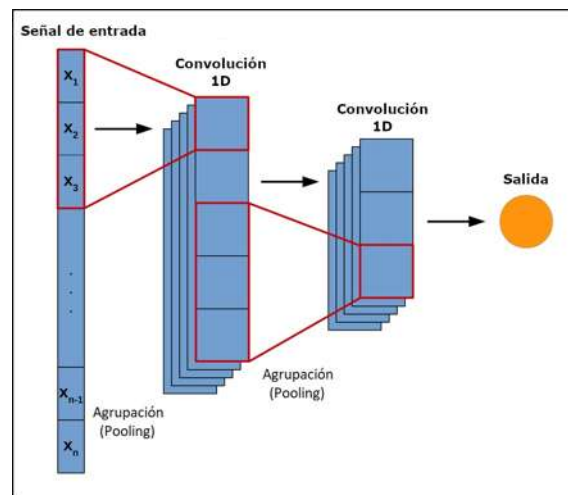 Señal de entrada
X1
X2
X3
.
.
.
Xn-1
Xn
Convolución
1D
Agrupación
(Pooling)
Convolución
1D
Agrupación
(Pooling)
Salida